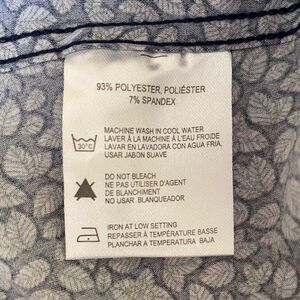 93% POLYESTER, POLIÉSTER
7% SPANDEX
30°C
MACHINE WASH IN COOL WATER
LAVER À LA MACHINE À L'EAU FROIDE
LAVAR EN LAVADORA CON AGUA FRIA.
USAR JABON SUAVE
DO NOT BLEACH
NE PAS UTILISER D'AGENT
DE BLANCHIMENT
NO USAR BLANQUEADOR
IRON AT LOW SETTING
REPASSER À TEMPÉRATURE BASSE
PLANCHAR A TEMPERATURA BAJA